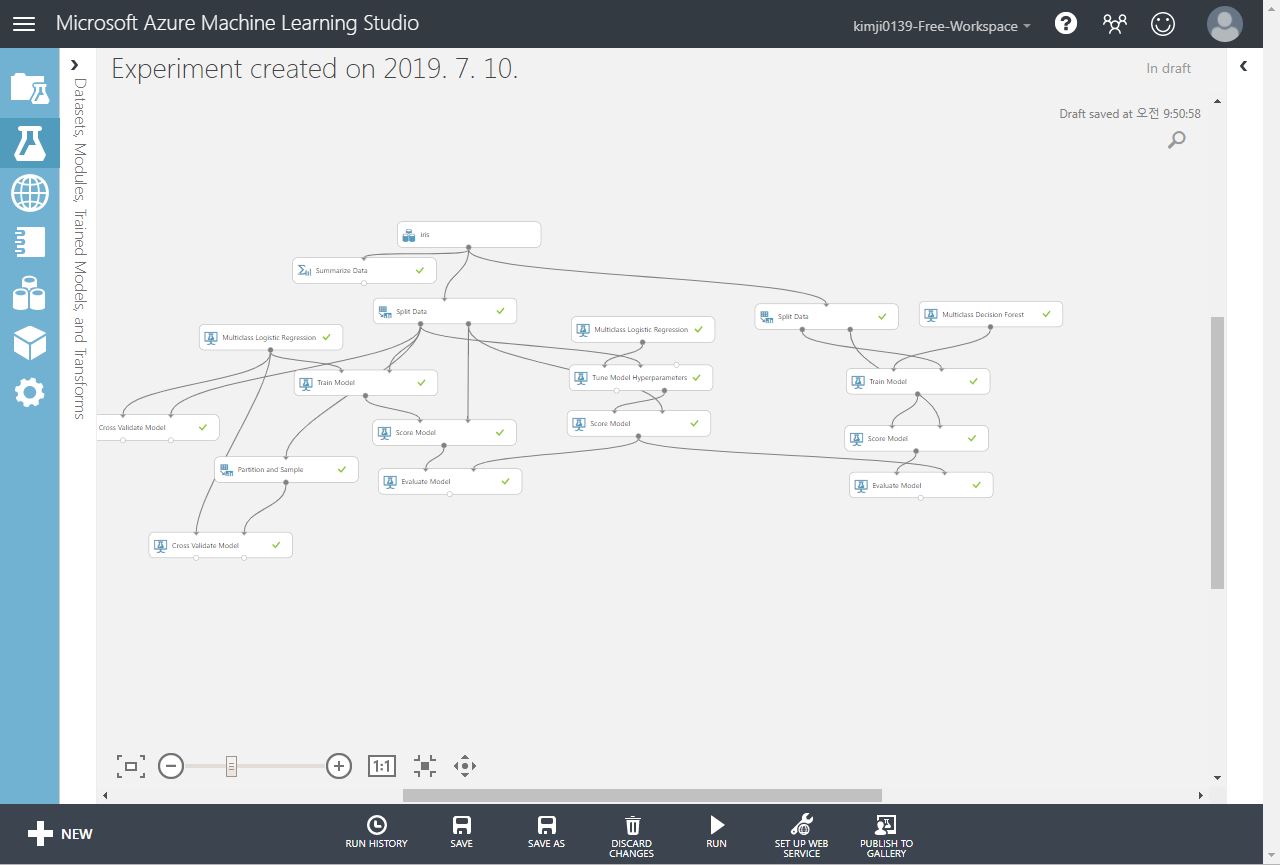 Microsoft Azure Machine Learning Studio
kimji0139-Free-Workspace
Experiment created on 2019. 7. 10.
In draft
Draft saved at 오전 9:50:58
Datasets, Modules, Trained Models, and Transforms
Iris
Summarize Data
Split Data
Split Data
Multiclass Decision Forest
Multiclass Logistic Regression
Multiclass Logistic Regression
Train Model
Tune Model Hyperparameters
Train Model
Cross Validate Model
Score Model
Score Model
Score Model
Partition and Sample
Evaluate Model
Evaluate Model
Cross Validate Model
1:1
NEW
RUN HISTORY
SAVE
SAVE AS
DISCARD
CHANGES
RUN
SET UP WEB
SERVICE
PUBLISH TO
GALLERY